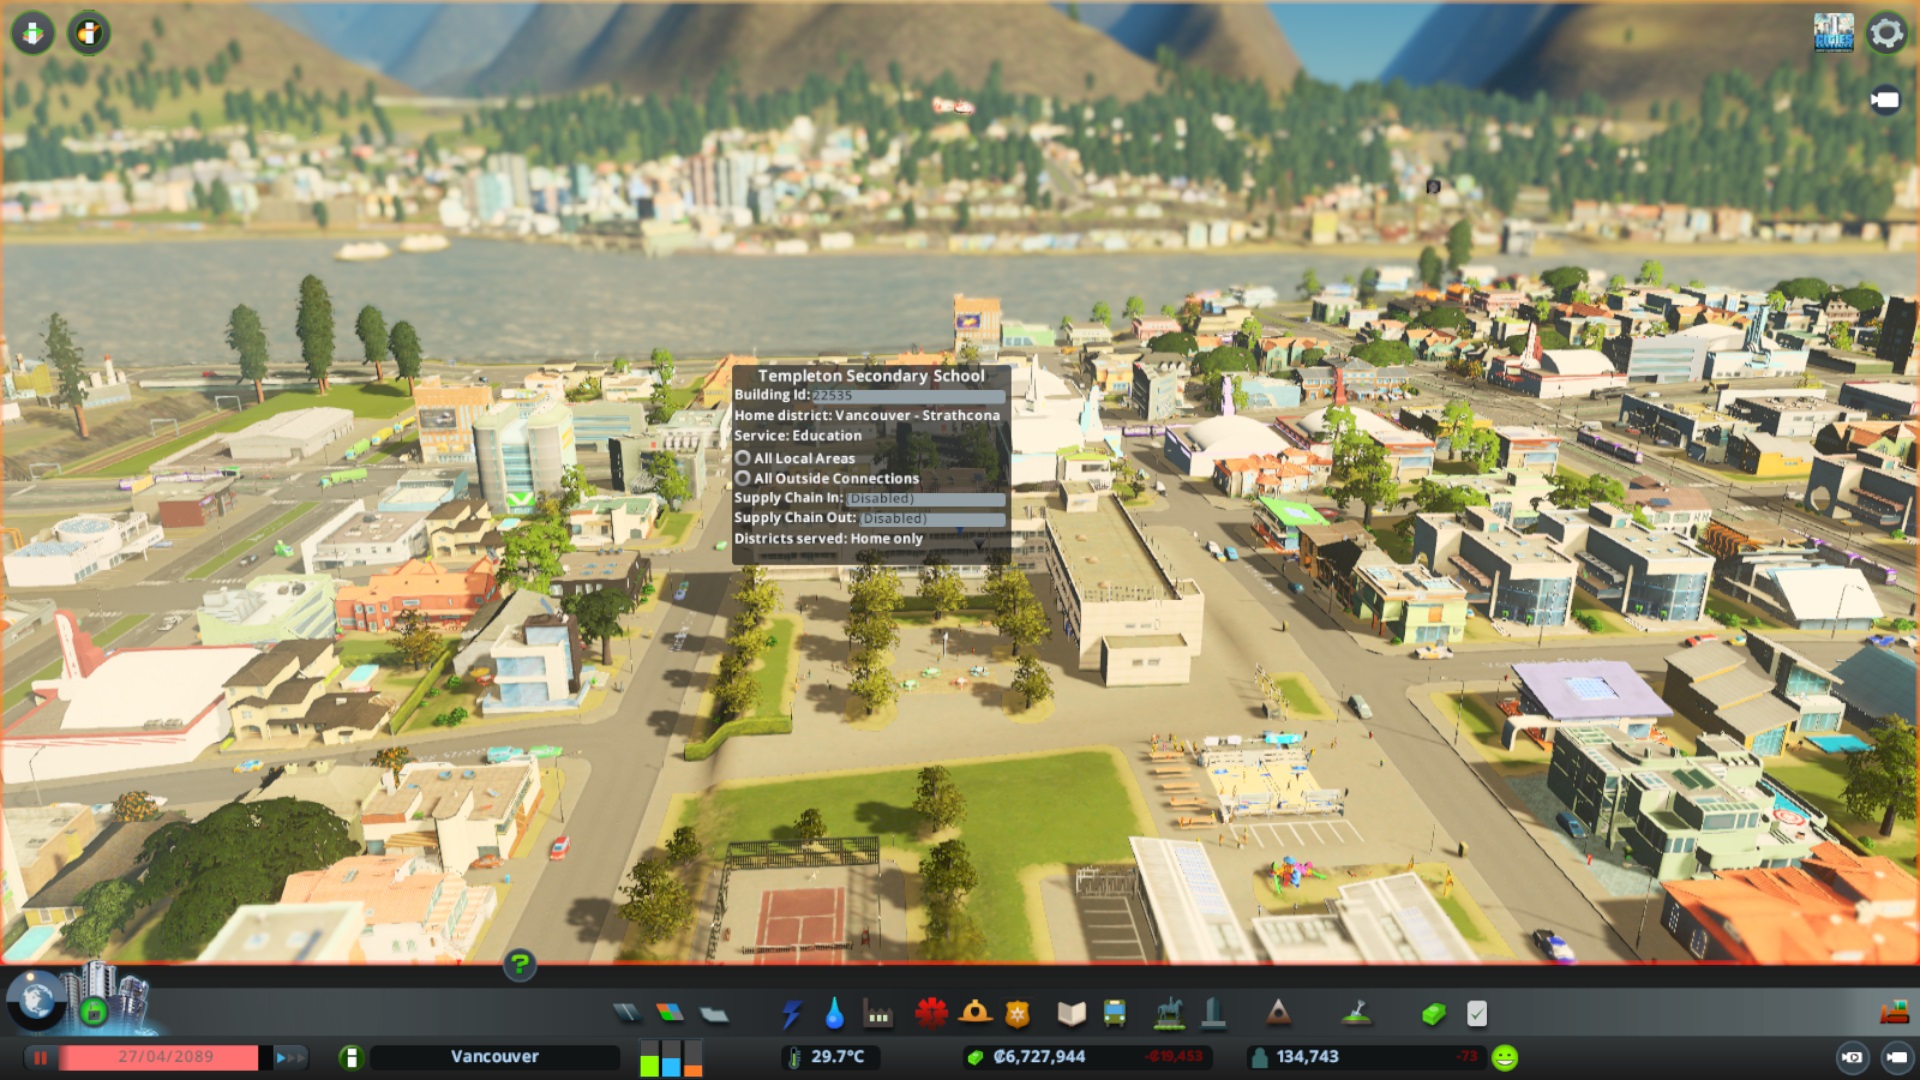 CITIES
Templeton Secondary School
Building Id: 22535
Home district: Vancouver - Strathcona
Service: Education
All Local Areas
All Outside Connections
Supply Chain In: (Disabled)
Supply Chain Out: (Disabled)
Districts served: Home only
?
27/04/2089
Vancouver
29.7°C
₡6,727,944
-₡19,453
134,743
-73